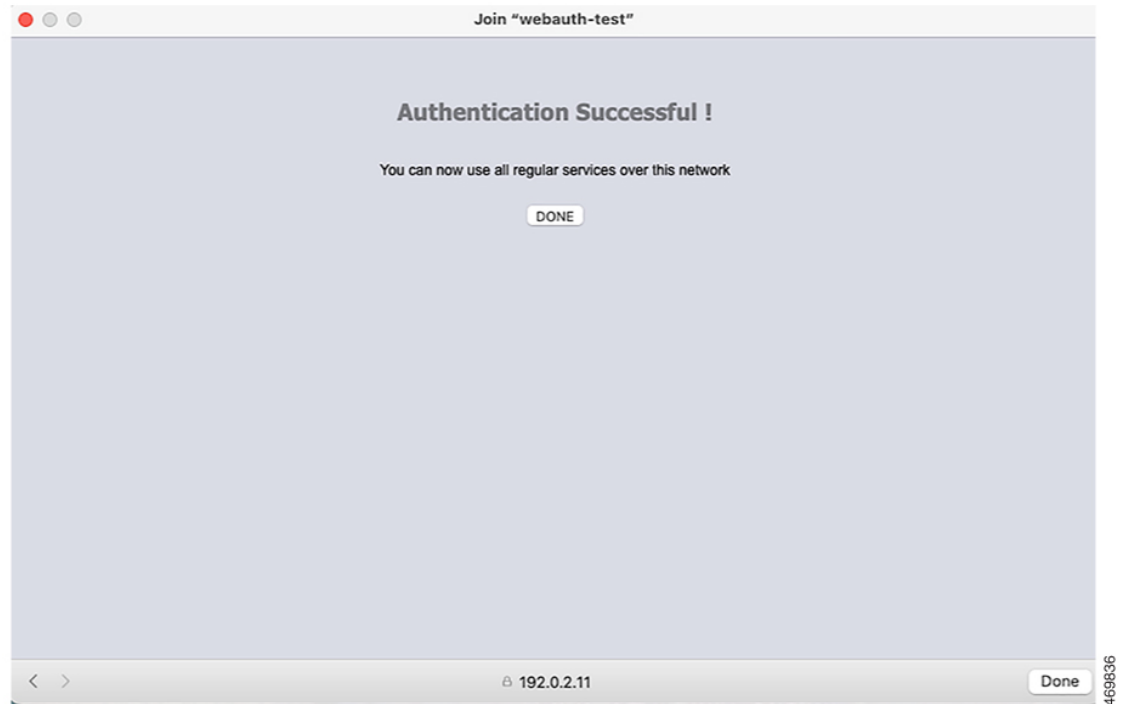 Join “webauth-test”
Authentication Successful !
You can now use all regular services over this network
DONE
192.0.2.11
Done
469836